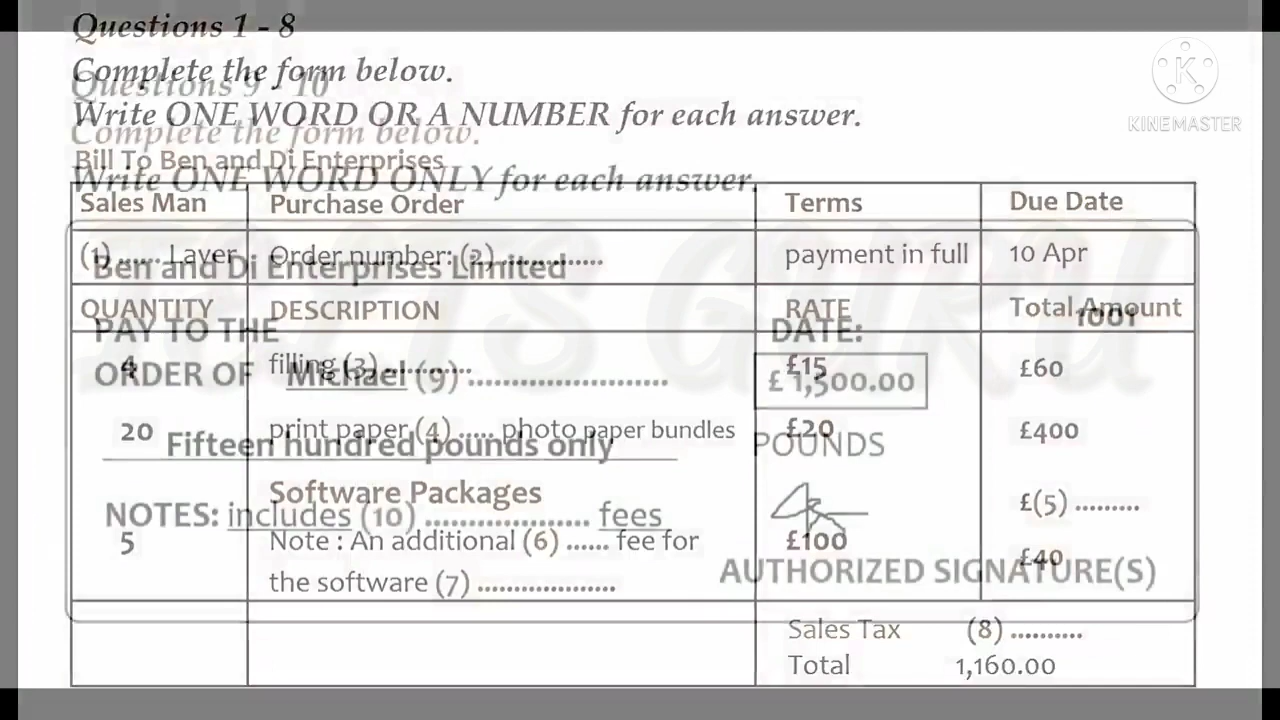 Questions 1 - 8
Complete the form below.
Write ONE WORD OR A NUMBER for each answer.
Bill To Ben and Di Enterprises
Sales Man Purchase Order Terms Due Date
(1) ...... Layer Order number: (2) .............. payment in full 10 Apr
QUANTITY DESCRIPTION RATE Total Amount
4 filling (3) ............ £15 £60
20 print paper (4) ..... photo paper bundles £20 £400
Software Packages £(5) .........
5 Note : An additional (6) ...... fee for £100 £40
the software (7) ...................
Sales Tax (8) ..........
Total 1,160.00
Questions 9 - 10
Complete the form below.
Write ONE WORD ONLY for each answer.
Ben and Di Enterprises Limited
1001
PAY TO THE DATE:
ORDER OF Michael (9) ........................ £ 1,500.00
Fifteen hundred pounds only POUNDS
NOTES: includes (10) .................... fees
AUTHORIZED SIGNATURE(S)
IELTS GURU
KINEMASTER